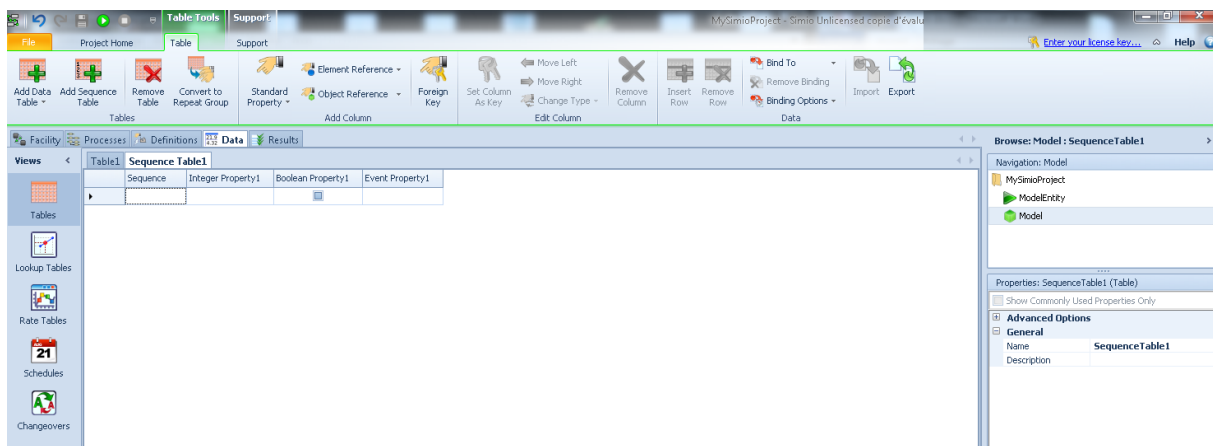 Table Tools Support MySimioProject - Simio Unlicensed copie d'évalu
File Project Home Table Support Enter your license key... Help
Add Data Table Add Sequence Table Remove Table Convert to Repeat Group Standard Property Element Reference Object Reference Foreign Key Set Column As Key Move Left Move Right Change Type Remove Column Insert Row Remove Row Bind To Remove Binding Binding Options Import Export
Tables Add Column Edit Column Data
Facility Processes Definitions Data Results Browse: Model : SequenceTable1
Views Table1 Sequence Table1 Navigation: Model
Sequence Integer Property1 Boolean Property1 Event Property1 MySimioProject
ModelEntity
Tables Model
Lookup Tables
Properties: SequenceTable1 (Table)
Show Commonly Used Properties Only
Rate Tables Advanced Options
General
Name SequenceTable1
21
Description
Schedules
Changeovers